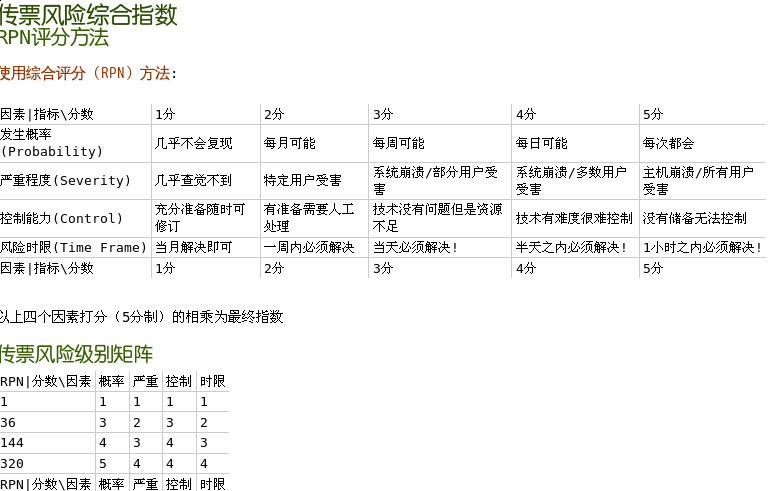 传票风险综合指数
RPN评分方法
使用综合评分（RPN）方法:
因素|指标\分数 1分 2分 3分 4分 5分
发生概率(Probability) 几乎不会复现 每月可能 每周可能 每日可能 每次都会
严重程度(Severity) 几乎查觉不到 特定用户受害 系统崩溃/部分用户受害 系统崩溃/多数用户受害 主机崩溃/所有用户受害
控制能力(Control) 充分准备随时可修订 有准备需要人工处理 技术没有问题但是资源不足 技术有难度很难控制 没有储备无法控制
风险时限(Time Frame) 当月解决即可 一周内必须解决 当天必须解决! 半天之内必须解决! 1小时之内必须解决!
因素|指标\分数 1分 2分 3分 4分 5分
以上四个因素打分（5分制）的相乘为最终指数
传票风险级别矩阵
RPN|分数\因素 概率 严重 控制 时限
1 1 1 1 1
36 3 2 3 2
144 4 3 4 3
320 5 4 4 4
RPN|分数\因素 概率 严重 控制 时限